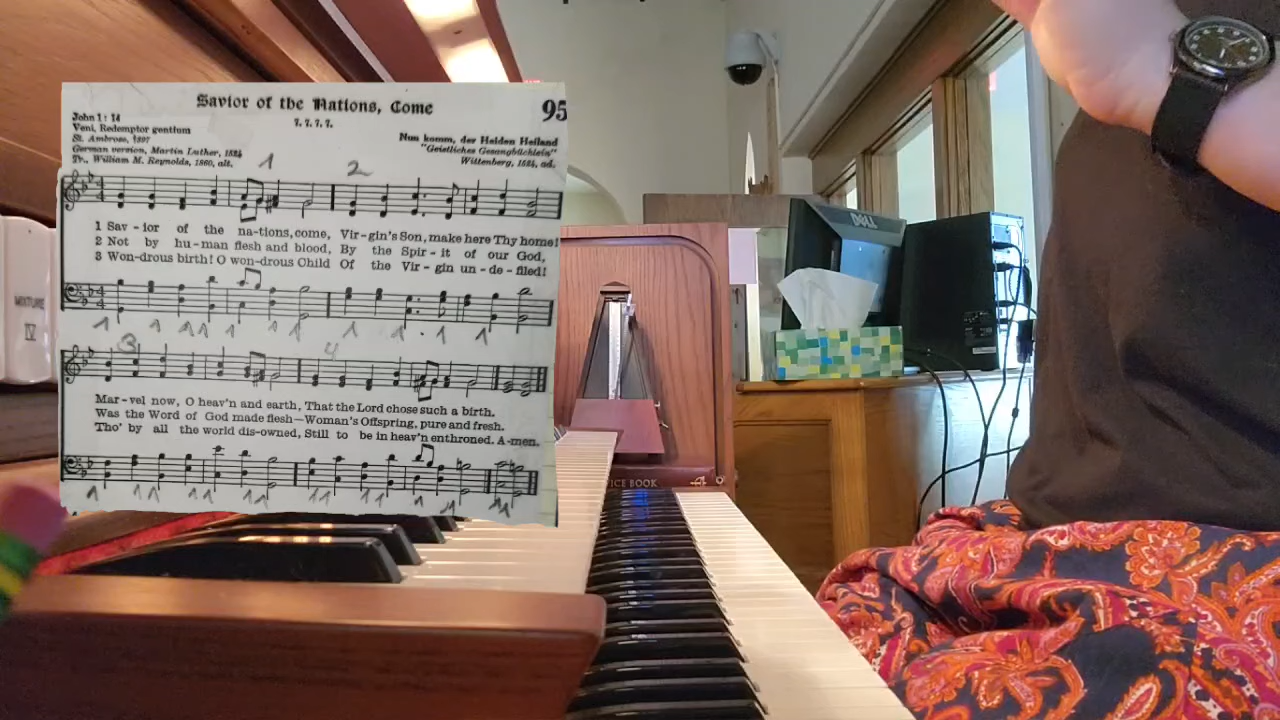 Savior of the Nations, Come
95
7. 7. 7. 7.
John 1: 14
Veni, Redemptor gentium
St. Ambrose, †397
German version, Martin Luther, 1524
Tr., William M. Reynolds, 1860, alt.
Nun komm, der Heiden Heiland
"Geistliches Gesangbüchlein"
Wittenberg, 1524, ad.
1
2
1 Sav - ior of the na-tions, come, Vir-gin's Son, make here Thy home!
2 Not by hu-man flesh and blood, By the Spir - it of our God,
3 Won-drous birth! O won-drous Child Of the Vir - gin un - de - filed!
3
4
Mar-vel now, O heav'n and earth, That the Lord chose such a birth.
Was the Word of God made flesh—Woman's Offspring, pure and fresh.
Tho' by all the world dis-owned, Still to be in heav'n enthroned. A-men.
MIXTURE
IV
DELL
VICE BOOK